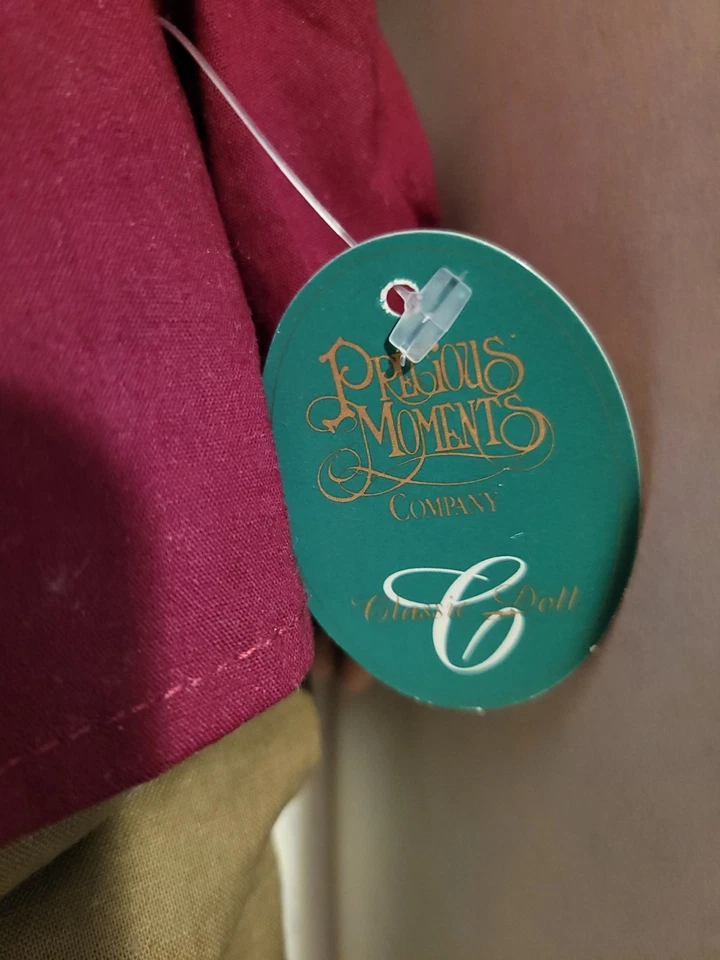 Precious
Moments
Company
C
Classic Doll